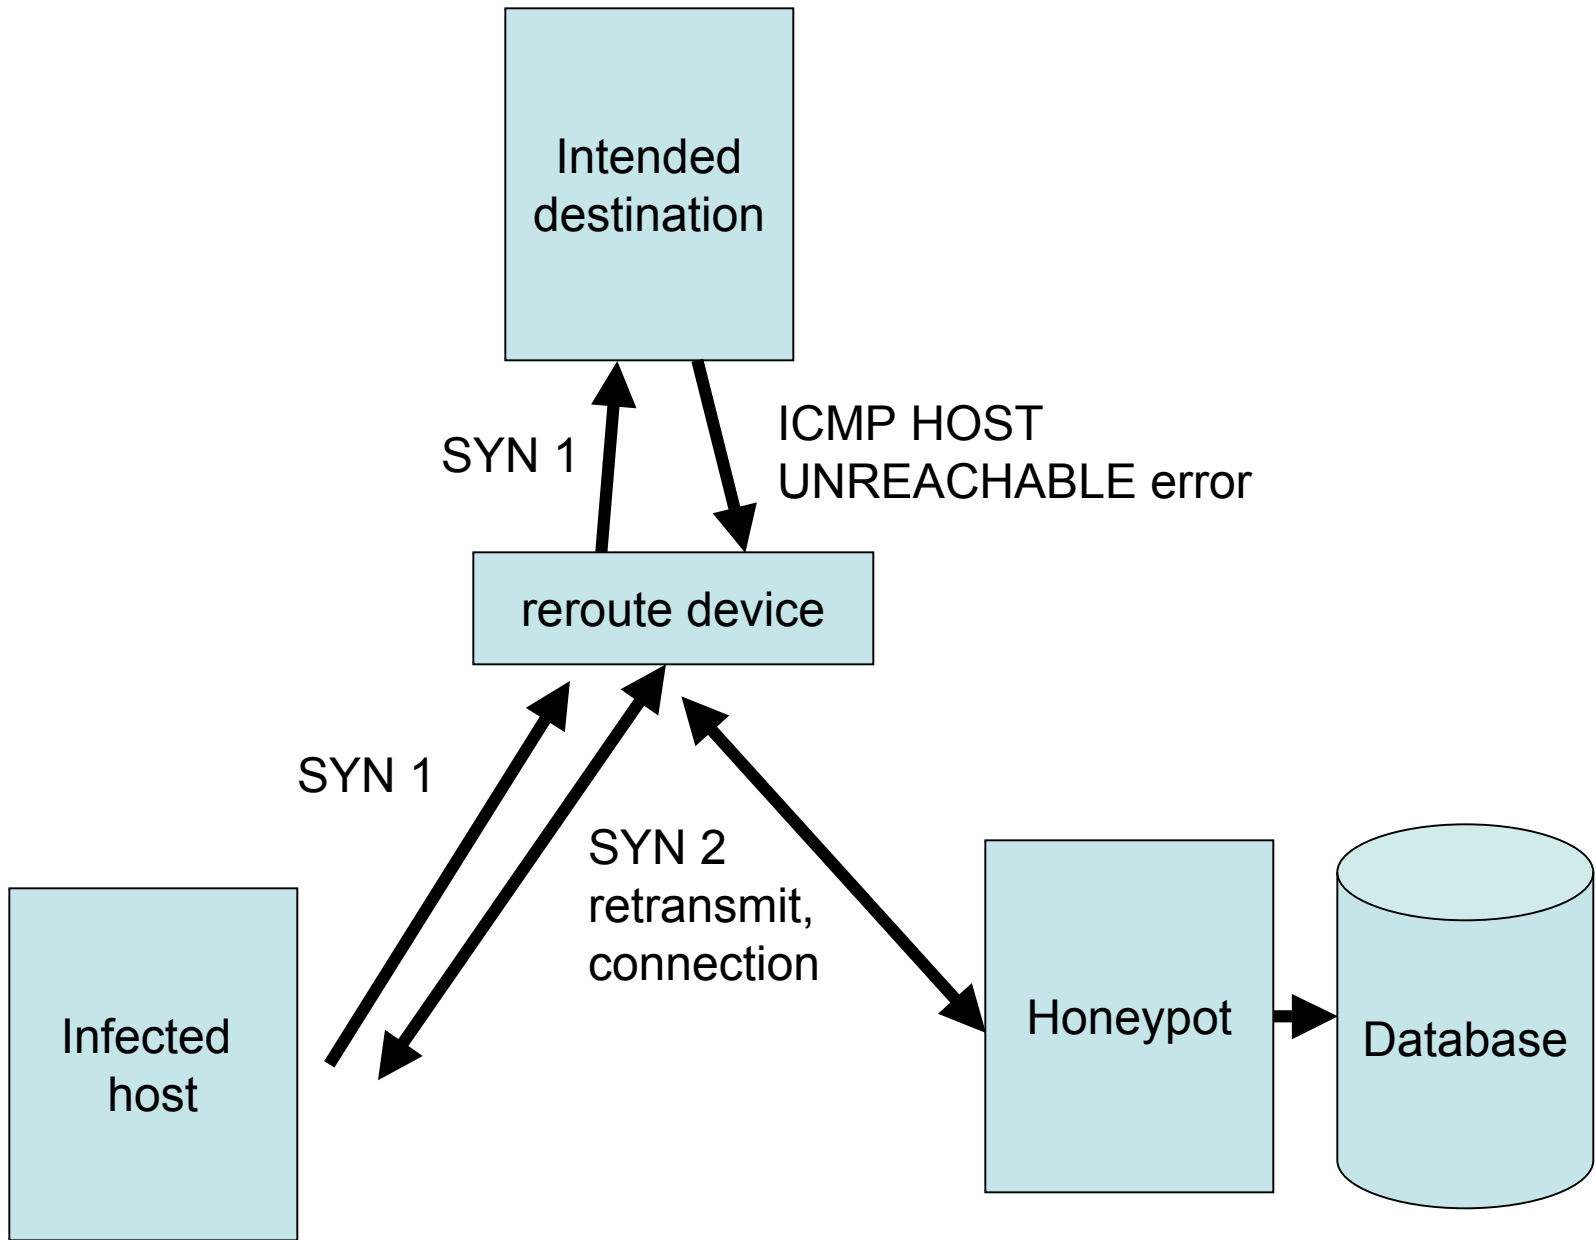 Intended
destination
SYN 1
ICMP HOST
UNREACHABLE error
reroute device
SYN 1
SYN 2
retransmit,
connection
Infected
host
Honeypot
Database